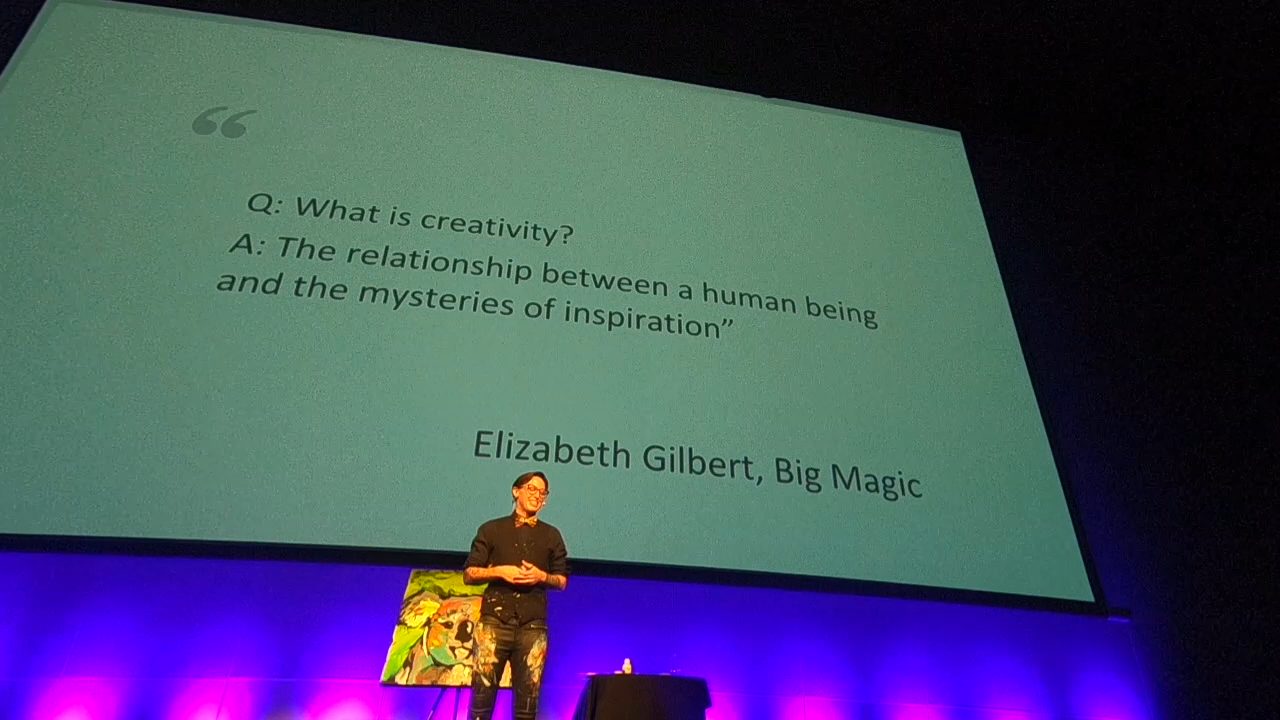 “
Q: What is creativity?
A: The relationship between a human being
and the mysteries of inspiration”
Elizabeth Gilbert, Big Magic